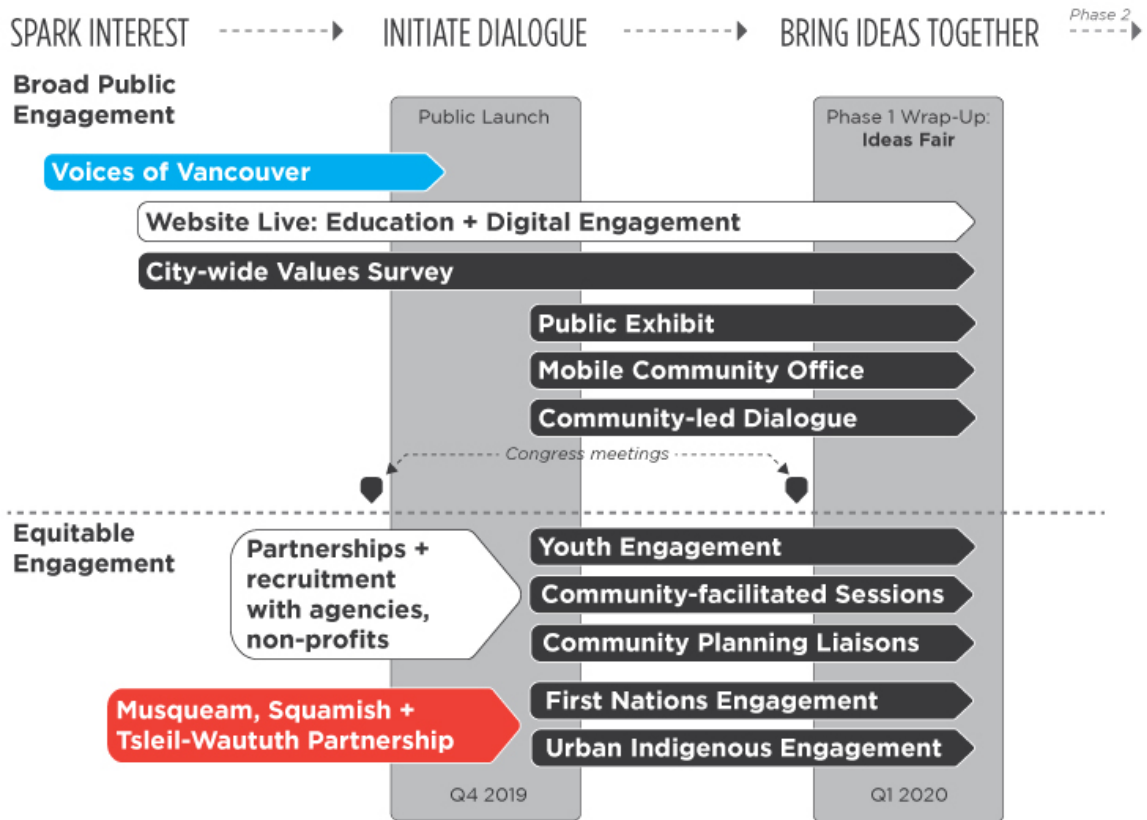 SPARK INTEREST
INITIATE DIALOGUE
BRING IDEAS TOGETHER
Phase 2
Broad Public
Engagement
Public Launch
Phase 1 Wrap-Up:
Ideas Fair
Voices of Vancouver
Website Live: Education + Digital Engagement
City-wide Values Survey
Public Exhibit
Mobile Community Office
Community-led Dialogue
Congress meetings
Equitable
Engagement
Partnerships +
recruitment
with agencies,
non-profits
Youth Engagement
Community-facilitated Sessions
Community Planning Liaisons
Musqueam, Squamish +
Tsleil-Waututh Partnership
First Nations Engagement
Urban Indigenous Engagement
Q4 2019
Q1 2020